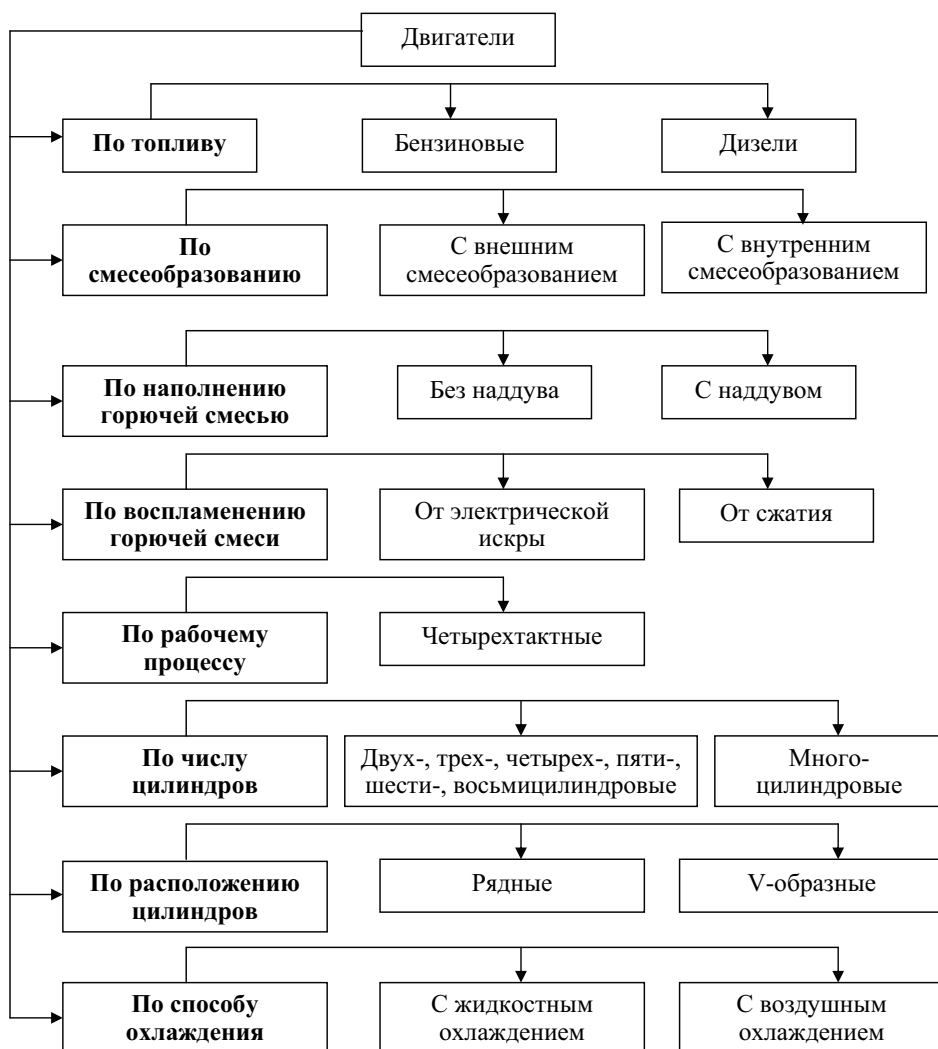 Двигатели
По топливу
Бензиновые
Дизели
По
смесеобразованию
С внешним
смесеобразованием
С внутренним
смесеобразованием
По наполнению
горючей смесью
Без наддува
С наддувом
По воспламенению
горючей смеси
От электрической
искры
От сжатия
По рабочему
процессу
Четырехтактные
По числу
цилиндров
Двух-, трех-, четырех-, пяти-,
шести-, восьмицилиндровые
Много-
цилиндровые
По расположению
цилиндров
Рядные
V-образные
По способу
охлаждения
С жидкостным
охлаждением
С воздушным
охлаждением